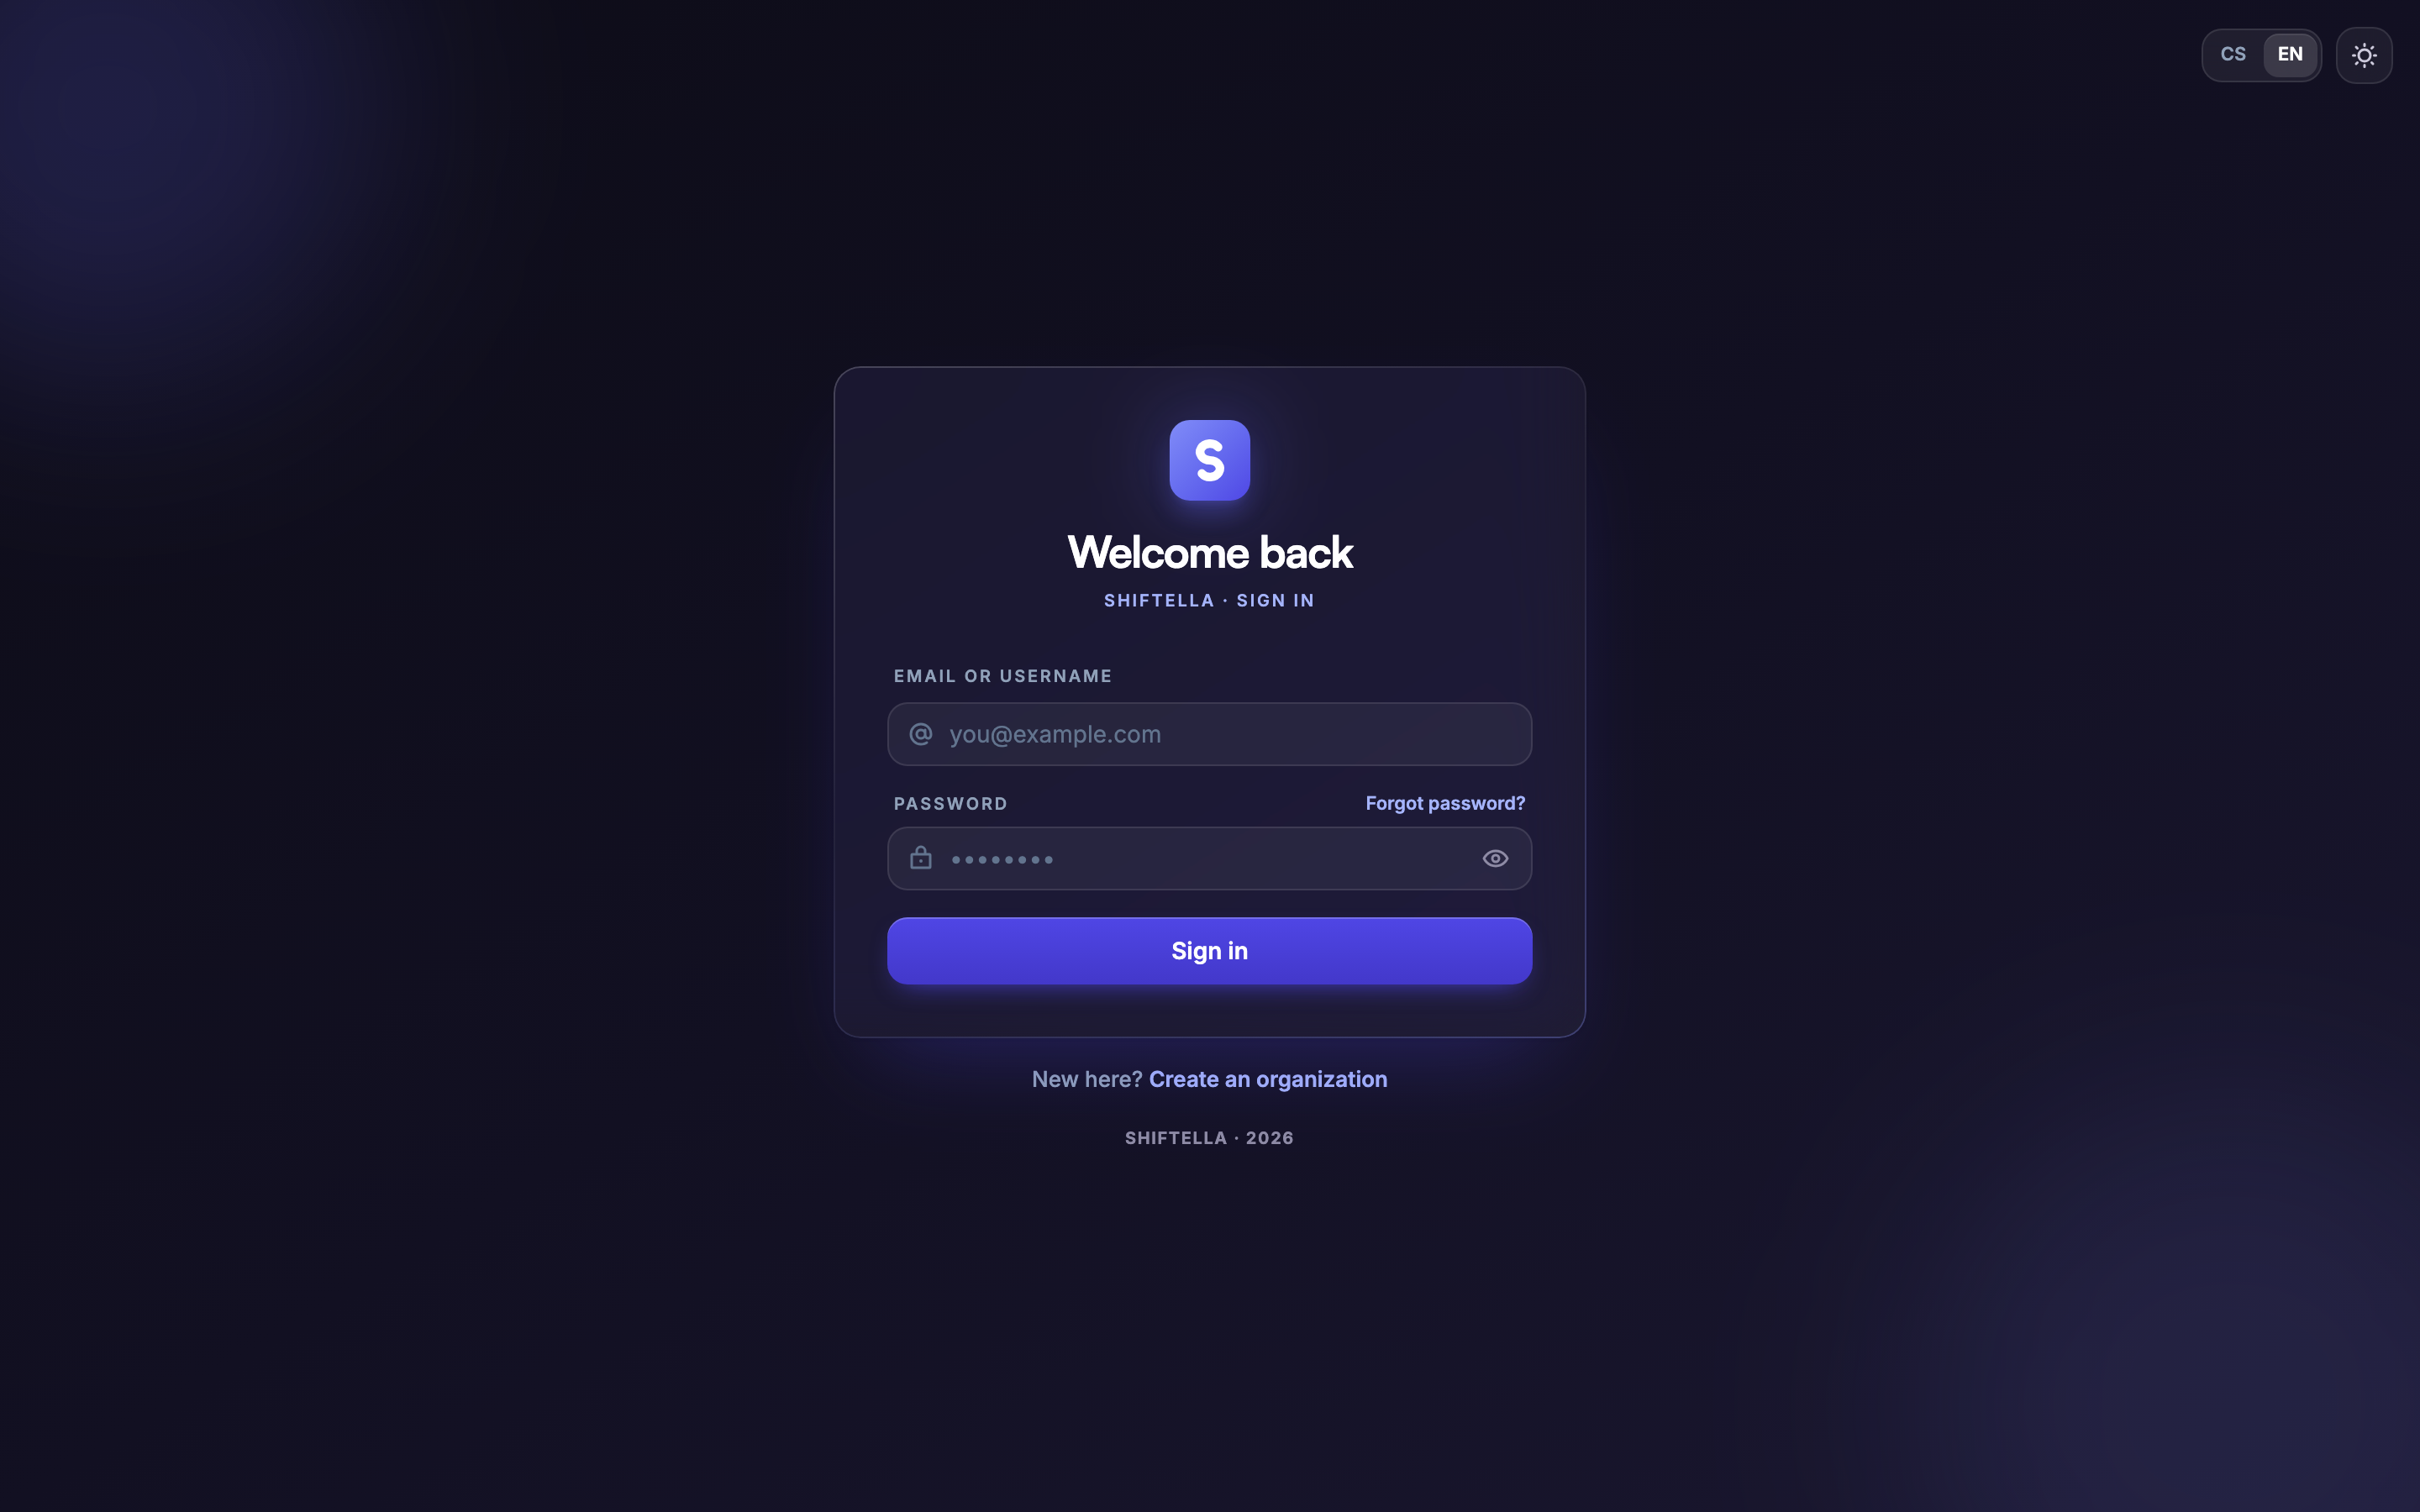 CS EN
S
Welcome back
SHIFTELLA · SIGN IN
EMAIL OR USERNAME
@ you@example.com
PASSWORD Forgot password?
••••••••
Sign in
New here? Create an organization
SHIFTELLA · 2026